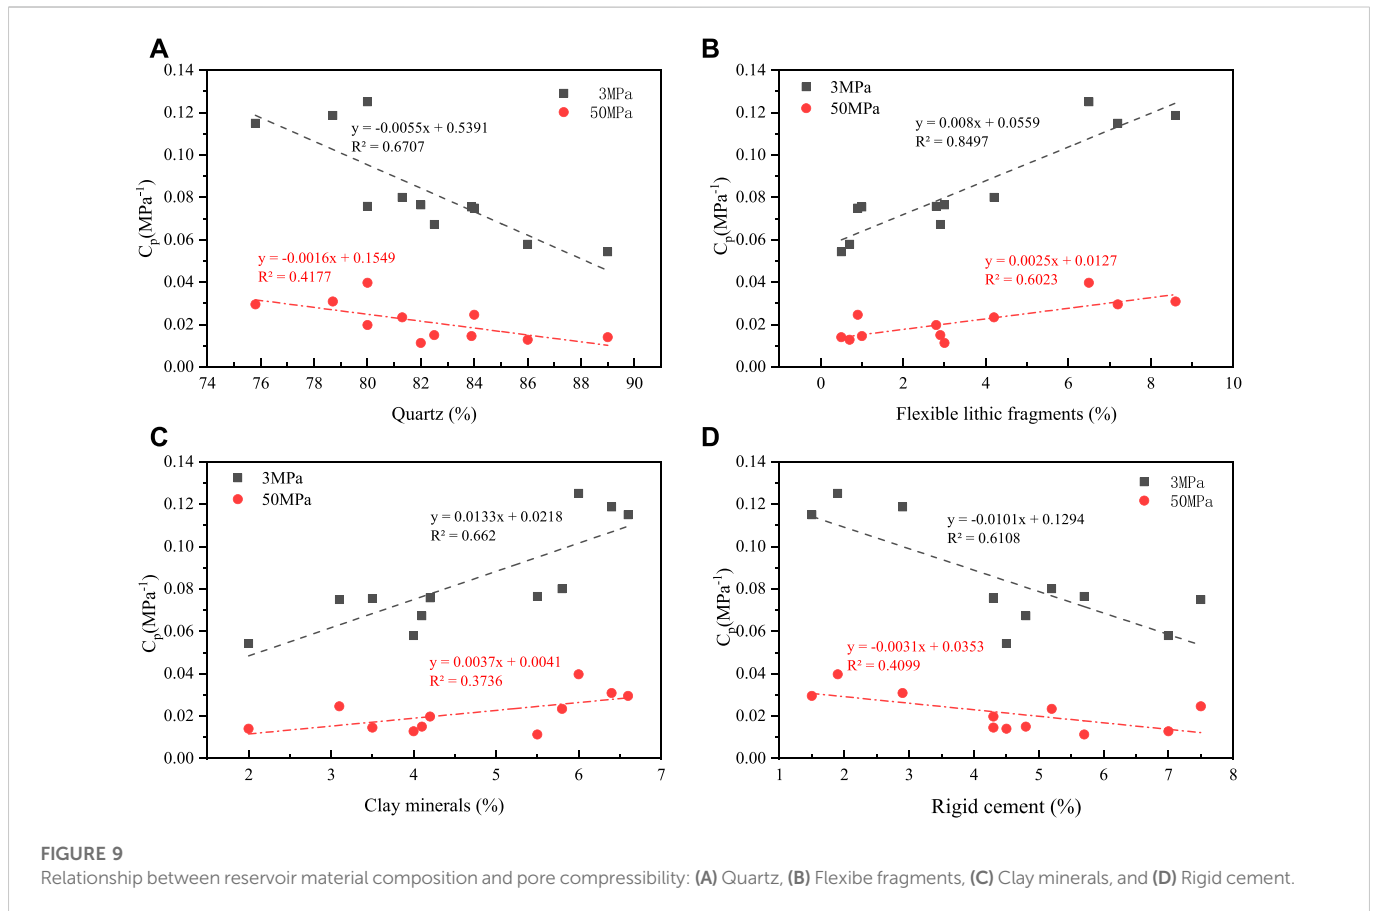 A
0.14
0.12
0.10
0.08
0.06
0.04
0.02
0.00
Cp(MPa-1)
3MPa
50MPa
y = -0.0055x + 0.5391
R² = 0.6707
y = -0.0016x + 0.1549
R² = 0.4177
74 76 78 80 82 84 86 88 90
Quartz (%)
B
0.14
0.12
0.10
0.08
0.06
0.04
0.02
0.00
Cp(MPa-1)
3MPa
50MPa
y = 0.008x + 0.0559
R² = 0.8497
y = 0.0025x + 0.0127
R² = 0.6023
0 2 4 6 8 10
Flexible lithic fragments (%)
C
0.14
0.12
0.10
0.08
0.06
0.04
0.02
0.00
Cp(MPa-1)
3MPa
50MPa
y = 0.0133x + 0.0218
R² = 0.662
y = 0.0037x + 0.0041
R² = 0.3736
2 3 4 5 6 7
Clay minerals (%)
D
0.14
0.12
0.10
0.08
0.06
0.04
0.02
0.00
Cp(MPa-1)
3MPa
50MPa
y = -0.0101x + 0.1294
R² = 0.6108
y = -0.0031x + 0.0353
R² = 0.4099
1 2 3 4 5 6 7 8
Rigid cement (%)
FIGURE 9
Relationship between reservoir material composition and pore compressibility: (A) Quartz, (B) Flexibe fragments, (C) Clay minerals, and (D) Rigid cement.